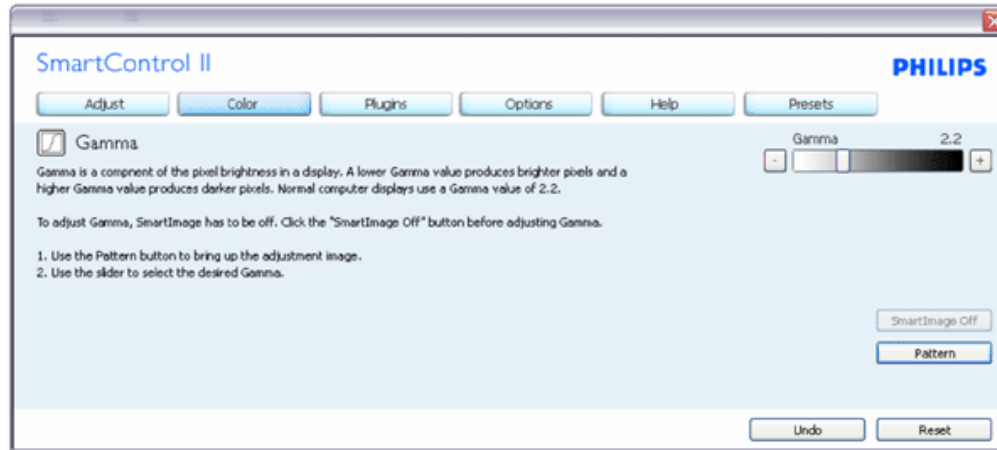 SmartControl II
PHILIPS
Adjust
Color
Plugins
Options
Help
Presets
Gamma
Gamma is a compnent of the pixel brightness in a display. A lower Gamma value produces brighter pixels and a
higher Gamma value produces darker pixels. Normal computer displays use a Gamma value of 2.2.
To adjust Gamma, SmartImage has to be off. Click the "SmartImage Off" button before adjusting Gamma.
1. Use the Pattern button to bring up the adjustment image.
2. Use the slider to select the desired Gamma.
Gamma 2.2
- +
SmartImage Off
Pattern
Undo
Reset